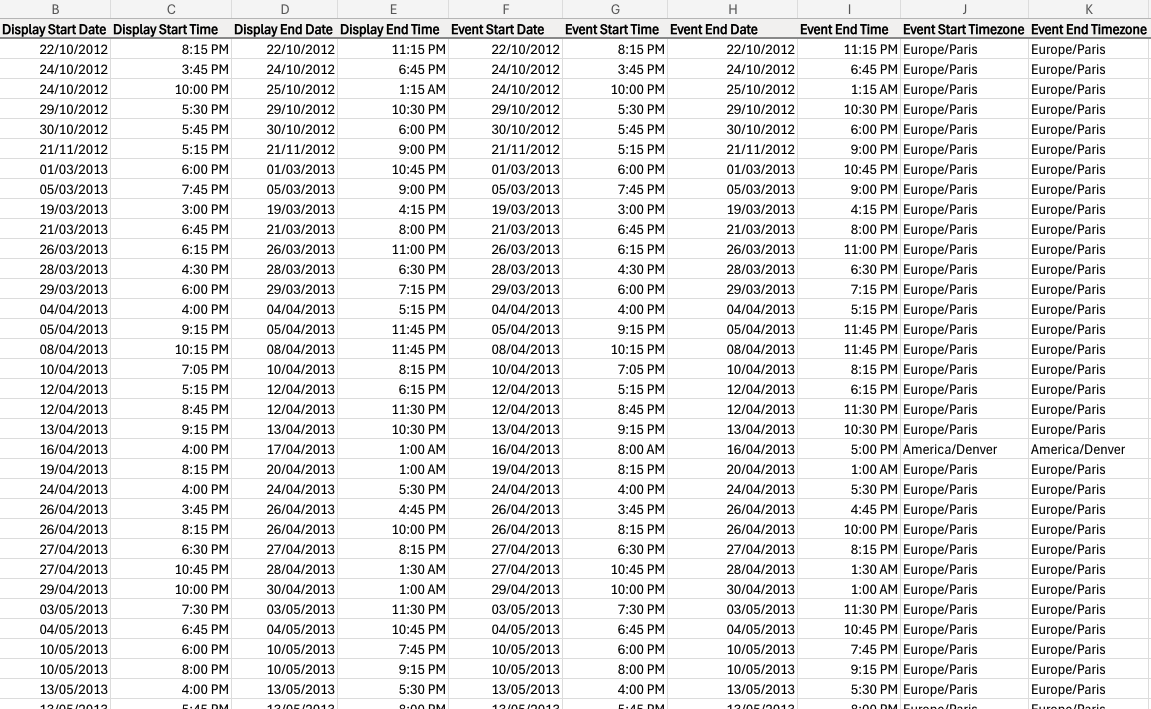 B C D E F G H I J K
Display Start Date Display Start Time Display End Date Display End Time Event Start Date Event Start Time Event End Date Event End Time Event Start Timezone Event End Timezone
22/10/2012 8:15 PM 22/10/2012 11:15 PM 22/10/2012 8:15 PM 22/10/2012 11:15 PM Europe/Paris Europe/Paris
24/10/2012 3:45 PM 24/10/2012 6:45 PM 24/10/2012 3:45 PM 24/10/2012 6:45 PM Europe/Paris Europe/Paris
24/10/2012 10:00 PM 25/10/2012 1:15 AM 24/10/2012 10:00 PM 25/10/2012 1:15 AM Europe/Paris Europe/Paris
29/10/2012 5:30 PM 29/10/2012 10:30 PM 29/10/2012 5:30 PM 29/10/2012 10:30 PM Europe/Paris Europe/Paris
30/10/2012 5:45 PM 30/10/2012 6:00 PM 30/10/2012 5:45 PM 30/10/2012 6:00 PM Europe/Paris Europe/Paris
21/11/2012 5:15 PM 21/11/2012 9:00 PM 21/11/2012 5:15 PM 21/11/2012 9:00 PM Europe/Paris Europe/Paris
01/03/2013 6:00 PM 01/03/2013 10:45 PM 01/03/2013 6:00 PM 01/03/2013 10:45 PM Europe/Paris Europe/Paris
05/03/2013 7:45 PM 05/03/2013 9:00 PM 05/03/2013 7:45 PM 05/03/2013 9:00 PM Europe/Paris Europe/Paris
19/03/2013 3:00 PM 19/03/2013 4:15 PM 19/03/2013 3:00 PM 19/03/2013 4:15 PM Europe/Paris Europe/Paris
21/03/2013 6:45 PM 21/03/2013 8:00 PM 21/03/2013 6:45 PM 21/03/2013 8:00 PM Europe/Paris Europe/Paris
26/03/2013 6:15 PM 26/03/2013 11:00 PM 26/03/2013 6:15 PM 26/03/2013 11:00 PM Europe/Paris Europe/Paris
28/03/2013 4:30 PM 28/03/2013 6:30 PM 28/03/2013 4:30 PM 28/03/2013 6:30 PM Europe/Paris Europe/Paris
29/03/2013 6:00 PM 29/03/2013 7:15 PM 29/03/2013 6:00 PM 29/03/2013 7:15 PM Europe/Paris Europe/Paris
04/04/2013 4:00 PM 04/04/2013 5:15 PM 04/04/2013 4:00 PM 04/04/2013 5:15 PM Europe/Paris Europe/Paris
05/04/2013 9:15 PM 05/04/2013 11:45 PM 05/04/2013 9:15 PM 05/04/2013 11:45 PM Europe/Paris Europe/Paris
08/04/2013 10:15 PM 08/04/2013 11:45 PM 08/04/2013 10:15 PM 08/04/2013 11:45 PM Europe/Paris Europe/Paris
10/04/2013 7:05 PM 10/04/2013 8:15 PM 10/04/2013 7:05 PM 10/04/2013 8:15 PM Europe/Paris Europe/Paris
12/04/2013 5:15 PM 12/04/2013 6:15 PM 12/04/2013 5:15 PM 12/04/2013 6:15 PM Europe/Paris Europe/Paris
12/04/2013 8:45 PM 12/04/2013 11:30 PM 12/04/2013 8:45 PM 12/04/2013 11:30 PM Europe/Paris Europe/Paris
13/04/2013 9:15 PM 13/04/2013 10:30 PM 13/04/2013 9:15 PM 13/04/2013 10:30 PM Europe/Paris Europe/Paris
16/04/2013 4:00 PM 17/04/2013 1:00 AM 16/04/2013 8:00 AM 16/04/2013 5:00 PM America/Denver America/Denver
19/04/2013 8:15 PM 20/04/2013 1:00 AM 19/04/2013 8:15 PM 20/04/2013 1:00 AM Europe/Paris Europe/Paris
24/04/2013 4:00 PM 24/04/2013 5:30 PM 24/04/2013 4:00 PM 24/04/2013 5:30 PM Europe/Paris Europe/Paris
26/04/2013 3:45 PM 26/04/2013 4:45 PM 26/04/2013 3:45 PM 26/04/2013 4:45 PM Europe/Paris Europe/Paris
26/04/2013 8:15 PM 26/04/2013 10:00 PM 26/04/2013 8:15 PM 26/04/2013 10:00 PM Europe/Paris Europe/Paris
27/04/2013 6:30 PM 27/04/2013 8:15 PM 27/04/2013 6:30 PM 27/04/2013 8:15 PM Europe/Paris Europe/Paris
27/04/2013 10:45 PM 28/04/2013 1:30 AM 27/04/2013 10:45 PM 28/04/2013 1:30 AM Europe/Paris Europe/Paris
29/04/2013 10:00 PM 30/04/2013 1:00 AM 29/04/2013 10:00 PM 30/04/2013 1:00 AM Europe/Paris Europe/Paris
03/05/2013 7:30 PM 03/05/2013 11:30 PM 03/05/2013 7:30 PM 03/05/2013 11:30 PM Europe/Paris Europe/Paris
04/05/2013 6:45 PM 04/05/2013 10:45 PM 04/05/2013 6:45 PM 04/05/2013 10:45 PM Europe/Paris Europe/Paris
10/05/2013 6:00 PM 10/05/2013 7:45 PM 10/05/2013 6:00 PM 10/05/2013 7:45 PM Europe/Paris Europe/Paris
10/05/2013 8:00 PM 10/05/2013 9:15 PM 10/05/2013 8:00 PM 10/05/2013 9:15 PM Europe/Paris Europe/Paris
13/05/2013 4:00 PM 13/05/2013 5:30 PM 13/05/2013 4:00 PM 13/05/2013 5:30 PM Europe/Paris Europe/Paris